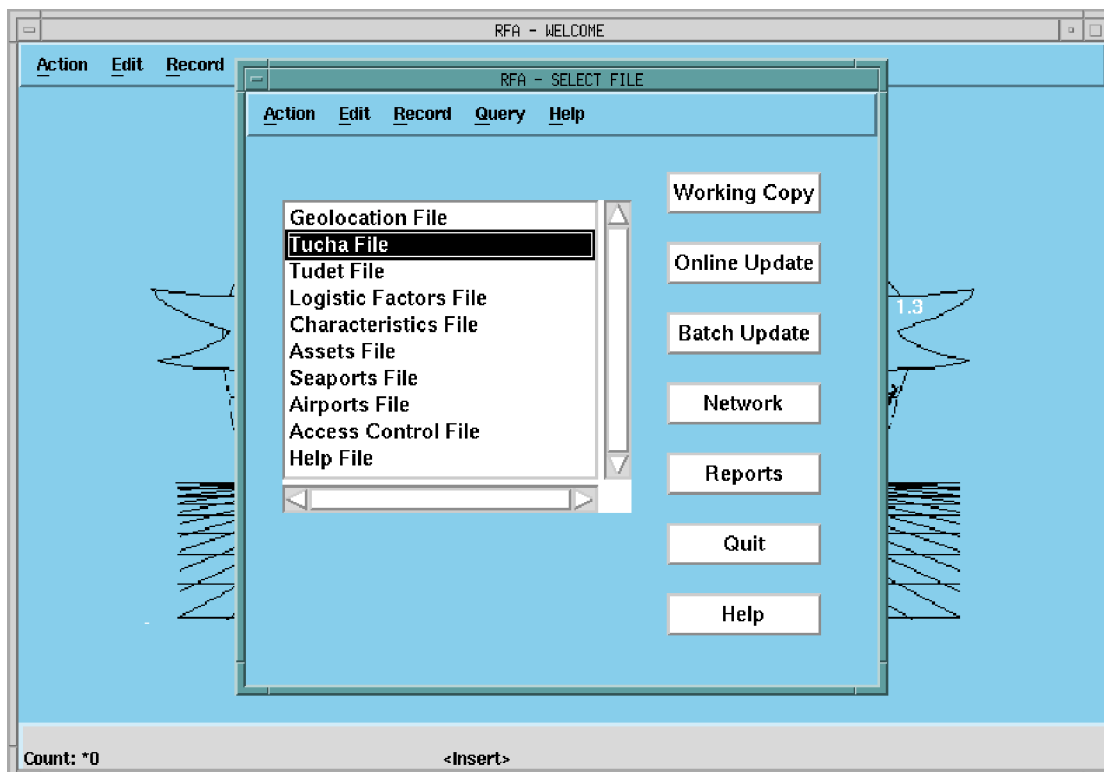 RFA - WELCOME
Action Edit Record
RFA - SELECT FILE
Action Edit Record Query Help
Geolocation File
Tucha File
Tudet File
Logistic Factors File
Characteristics File
Assets File
Seaports File
Airports File
Access Control File
Help File
Working Copy
Online Update
Batch Update
Network
Reports
Quit
Help
1.3
Count: *0 <Insert>